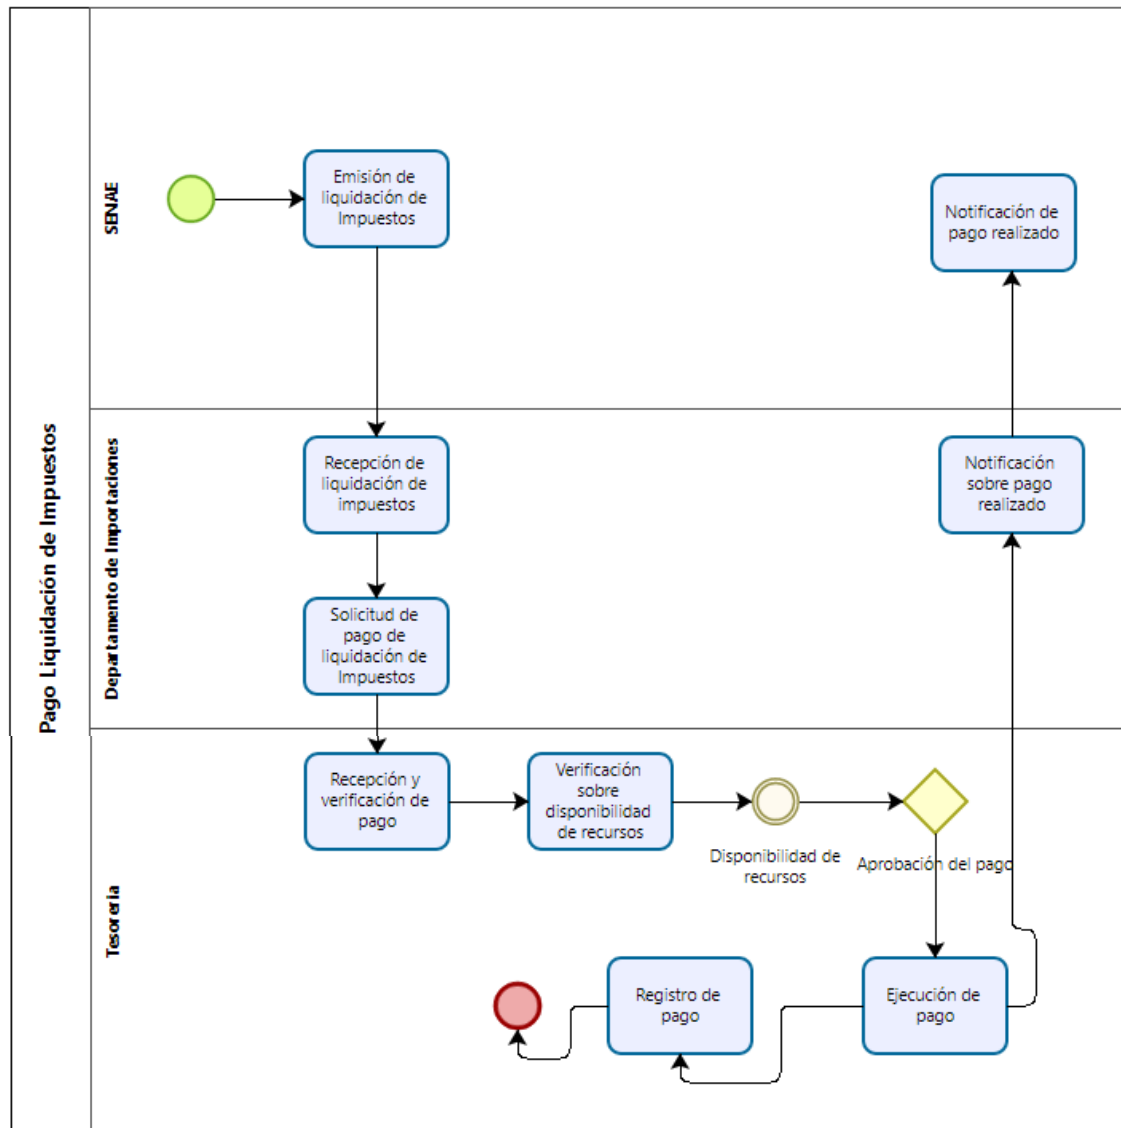 Pago Liquidación de Impuestos
SENAE
Emisión de
liquidación de
Impuestos
Notificación de
pago realizado
Departamento de Importaciones
Recepción de
liquidación de
impuestos
Notificación
sobre pago
realizado
Solicitud de
pago de
liquidación de
Impuestos
Tesoreria
Recepción y
verificación de
pago
Verificación
sobre
disponibilidad
de recursos
Disponibilidad de
recursos
Aprobación del pago
Registro de
pago
Ejecución de
pago